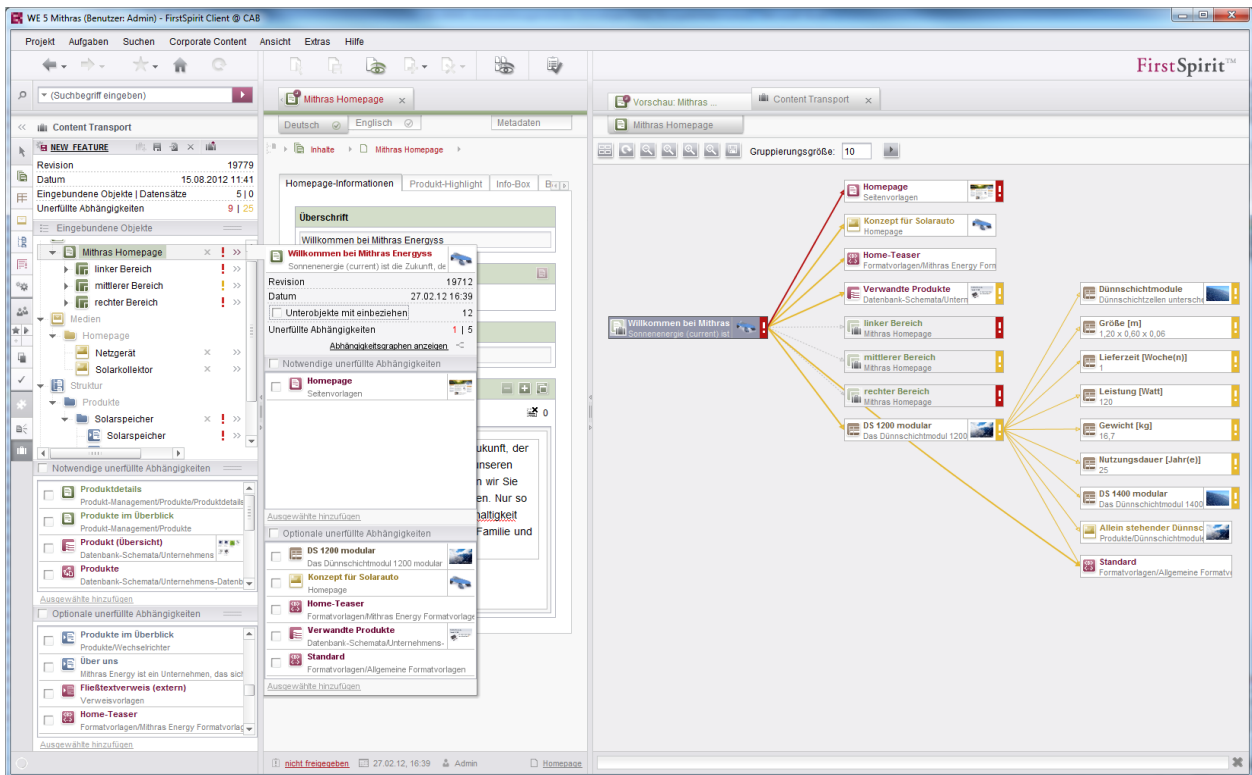 WE 5 Mithras (Benutzer: Admin) - FirstSpirit Client @ CAB
Projekt Aufgaben Suchen Corporate Content Ansicht Extras Hilfe
FirstSpirit™
(Suchbegriff eingeben)
Content Transport
NEW FEATURE
Revision 19779
Datum 15.08.2012 11:41
Eingebundene Objekte | Datensätze 5 | 0
Unerfüllte Abhängigkeiten 9 | 25
Eingebundene Objekte
Mithras Homepage
linker Bereich
mittlerer Bereich
rechter Bereich
Medien
Homepage
Netzgerät
Solarkollektor
Struktur
Produkte
Solarspeicher
Solarspeicher
Notwendige unerfüllte Abhängigkeiten
Produktdetails
Produkt-Management/Produkte/Produktdetails
Produkte im Überblick
Produkt-Management/Produkte
Produkt (Übersicht)
Datenbank-Schemata/Unternehmens
Produkte
Datenbank-Schemata/Unternehmens-Datenb
Ausgewählte hinzufügen
Optionale unerfüllte Abhängigkeiten
Produkte im Überblick
Produkte/Wechselrichter
Über uns
Mithras Energy ist ein Unternehmen, das sich
Fließtextverweis (extern)
Verweisvorlagen
Home-Teaser
Formatvorlagen/Mithras Energy Formatvorlag
Ausgewählte hinzufügen
Mithras Homepage
Deutsch Englisch Metadaten
Inhalte Mithras Homepage
Homepage-Informationen Produkt-Highlight Info-Box B
Überschrift
Willkommen bei Mithras Energyss
Willkommen bei Mithras Energyss
Sonnenenergie (current) ist die Zukunft, de
Revision 19712
Datum 27.02.12 16:39
Unterobjekte mit einbeziehen 12
Unerfüllte Abhängigkeiten 1 | 5
Abhängigkeitsgraphen anzeigen
Notwendige unerfüllte Abhängigkeiten
Homepage
Seitenvorlagen
Ausgewählte hinzufügen
Optionale unerfüllte Abhängigkeiten
DS 1200 modular
Das Dünnschichtmodul 1200 modular
Konzept für Solarauto
Homepage
Home-Teaser
Formatvorlagen/Mithras Energy Formatvorlage
Verwandte Produkte
Datenbank-Schemata/Unternehmens-
Standard
Formatvorlagen/Allgemeine Formatvorlagen
Ausgewählte hinzufügen
0
ukunft, der
nseren
n wir Sie
en. Nur so
haltigkeit
Familie und
nicht freigegeben 27.02.12, 16:39 Admin Homepage
Vorschau: Mithras ... Content Transport
Mithras Homepage
Gruppierungsgröße: 10
Willkommen bei Mithras
Sonnenenergie (current) ist
Homepage
Seitenvorlagen
Konzept für Solarauto
Homepage
Home-Teaser
Formatvorlagen/Mithras Energy Form
Verwandte Produkte
Datenbank-Schemata/Untern
linker Bereich
Mithras Homepage
mittlerer Bereich
Mithras Homepage
rechter Bereich
Mithras Homepage
DS 1200 modular
Das Dünnschichtmodul 1200
Dünnschichtmodule
Dünnschichtzellen untersche
Größe [m]
1,20 x 0,60 x 0,06
Lieferzeit [Woche(n)]
1
Leistung [Watt]
120
Gewicht [kg]
16,7
Nutzungsdauer [Jahr(e)]
25
DS 1400 modular
Das Dünnschichtmodul 1400
Allein stehender Dünnsc
Produkte/Dünnschichtmodule
Standard
Formatvorlagen/Allgemeine Formatv